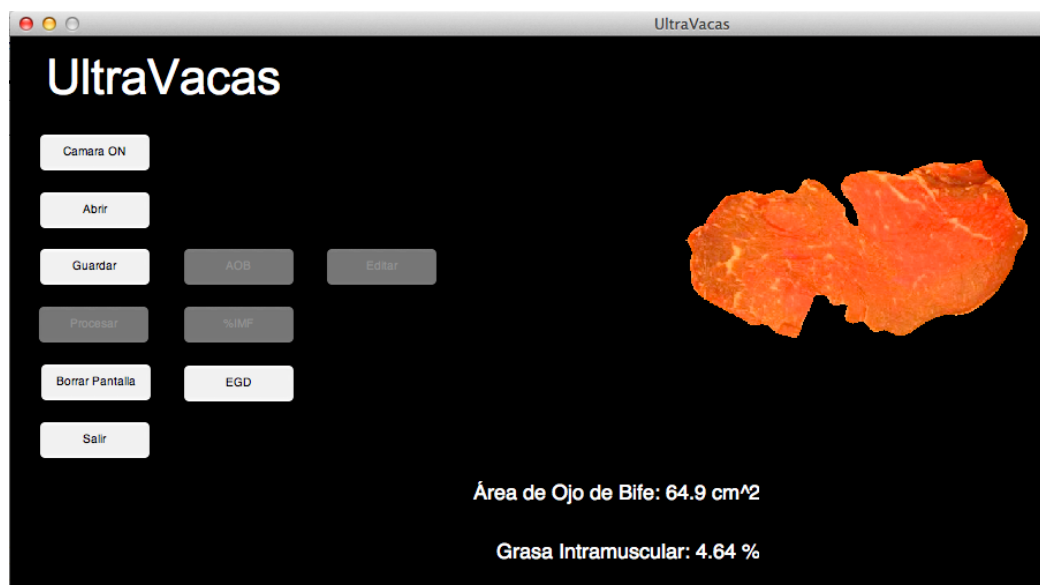 UltraVacas
UltraVacas
Camara ON
Abrir
Guardar AOB Editar
Procesar %IMF
Borrar Pantalla EGD
Salir
Área de Ojo de Bife: 64.9 cm^2
Grasa Intramuscular: 4.64 %